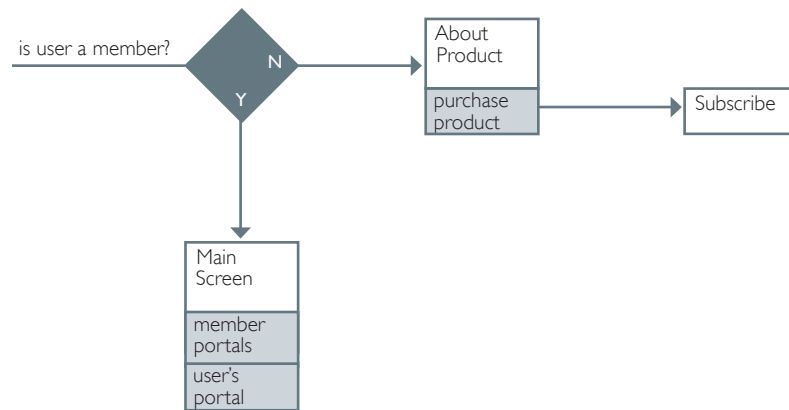 is user a member?
N
Y
About
Product
purchase
product
Subscribe
Main
Screen
member
portals
user's
portal